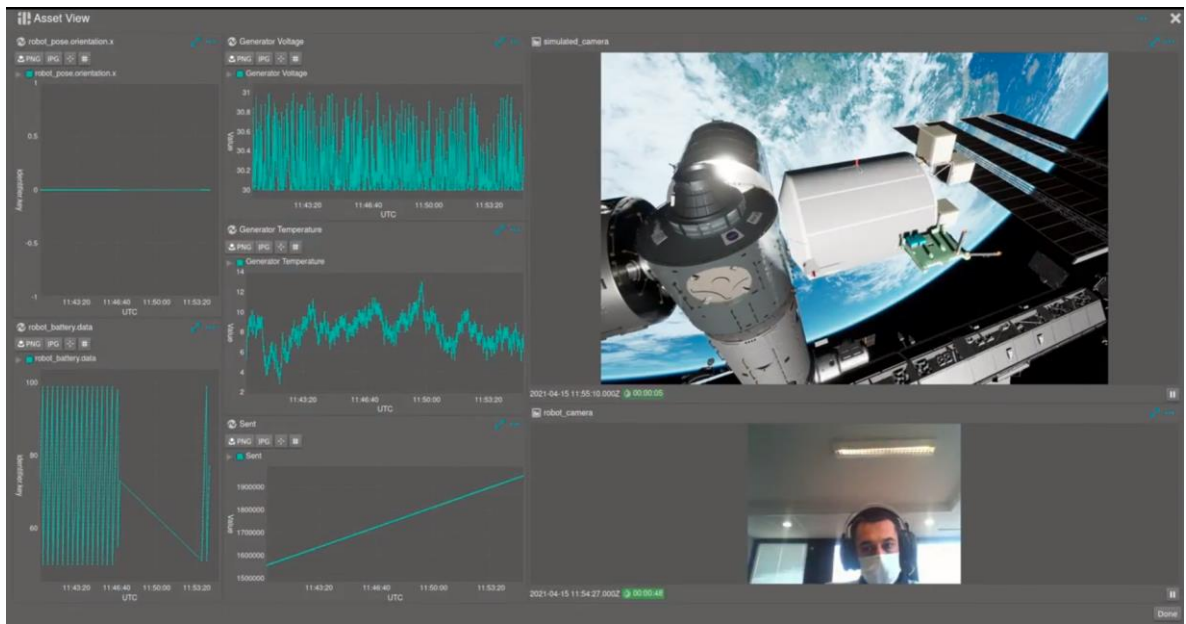 Asset View
robot_pose.orientation.x
PNG JPG
robot_pose.orientation.x
1
0.5
0
-0.5
-1
identifier.key
11:43:20 11:46:40 11:50:00 11:53:20
UTC
robot_battery.data
PNG JPG
robot_battery.data
100
80
60
identifier.key
11:43:20 11:46:40 11:50:00 11:53:20
UTC
Generator Voltage
PNG JPG
Generator Voltage
31
30.8
30.6
30.4
30.2
30
Value
11:43:20 11:46:40 11:50:00 11:53:20
UTC
Generator Temperature
PNG JPG
Generator Temperature
14
12
10
8
6
4
2
Value
11:43:20 11:46:40 11:50:00 11:53:20
UTC
Sent
PNG JPG
Sent
1900000
1800000
1700000
1600000
1500000
Value
11:43:20 11:46:40 11:50:00 11:53:20
UTC
simulated_camera
2021-04-15 11:55:10.000Z 00:00:05
robot_camera
2021-04-15 11:54:27.000Z 00:00:48
Done